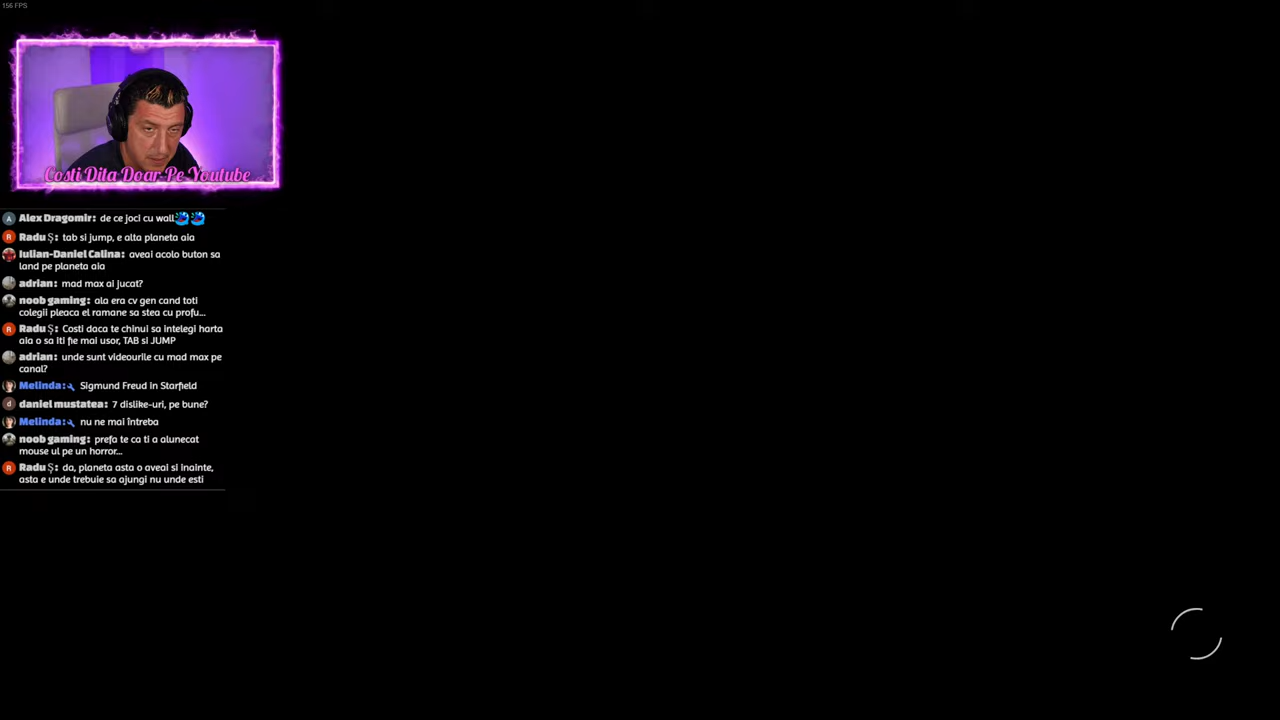 156 FPS
Costi Dita Doar Pe Youtube
A Alex Dragomir: de ce joci cu wall
R Radu Ș: tab si jump, e alta planeta aia
Iulian-Daniel Calina: aveai acolo buton sa
land pe planeta aia
adrian: mad max ai jucat?
noob gaming: ala era cv gen cand toti
colegii pleaca el ramane sa stea cu profu...
R Radu Ș: Costi daca te chinui sa intelegi harta
aia o sa iti fie mai usor, TAB si JUMP
adrian: unde sunt videourile cu mad max pe
canal?
Melinda: Sigmund Freud in Starfield
d daniel mustatea: 7 dislike-uri, pe bune?
Melinda: nu ne mai întreba
noob gaming: prefa te ca ti a alunecat
mouse ul pe un horror...
R Radu Ș: da, planeta asta o aveai si inainte,
asta e unde trebuie sa ajungi nu unde esti